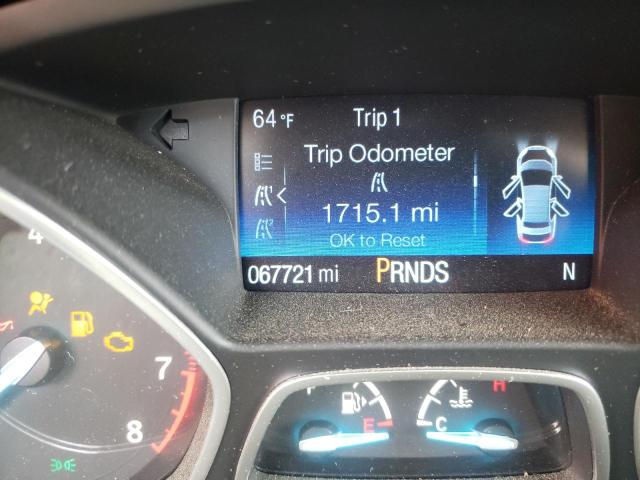 64 °F Trip 1
Trip Odometer
1715.1 mi
OK to Reset
067721 mi PRNDS N
4
7
8
E C H